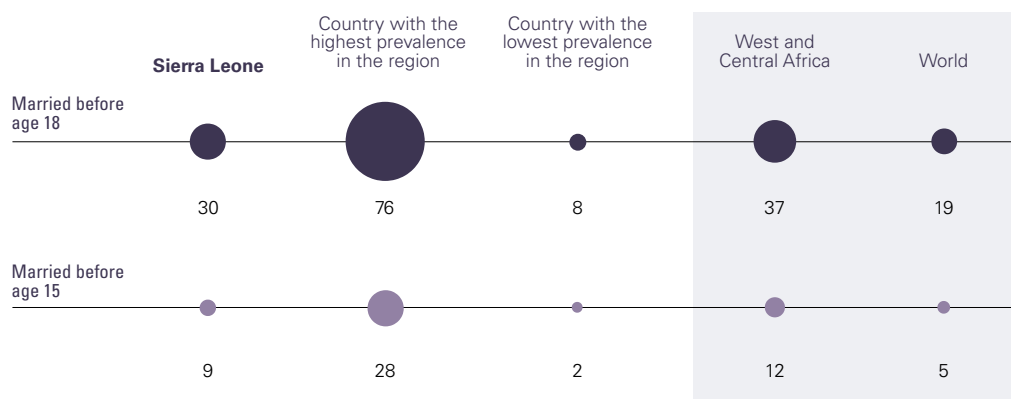 Sierra Leone
Country with the
highest prevalence
in the region
Country with the
lowest prevalence
in the region
West and
Central Africa
World
Married before
age 18
30 76 8 37 19
Married before
age 15
9 28 2 12 5